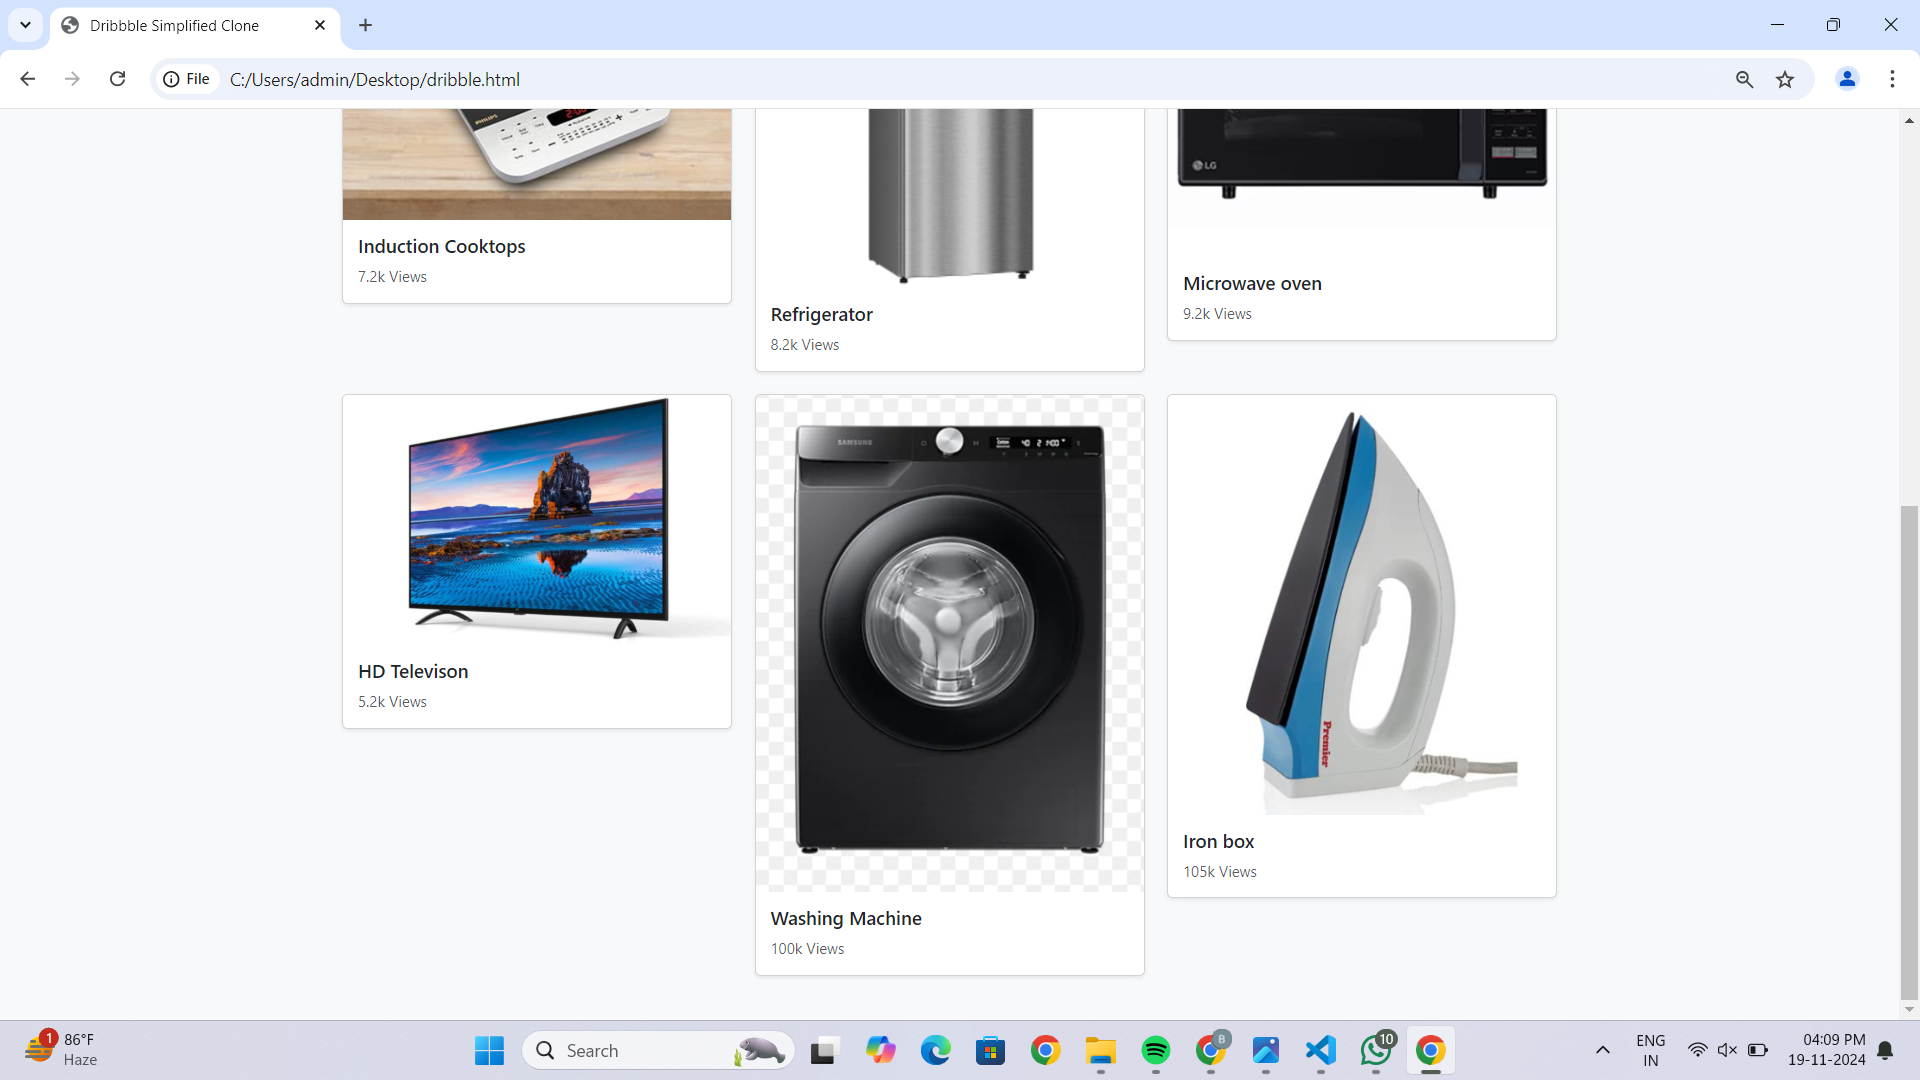 Dribbble Simplified Clone
File
C:/Users/admin/Desktop/dribble.html
PHILIPS
LG
Induction Cooktops
7.2k Views
Refrigerator
8.2k Views
Microwave oven
9.2k Views
SAMSUNG
Premier
HD Televison
5.2k Views
Iron box
105k Views
Washing Machine
100k Views
1
86°F
Haze
Search
B
10
ENG
IN
04:09 PM
19-11-2024